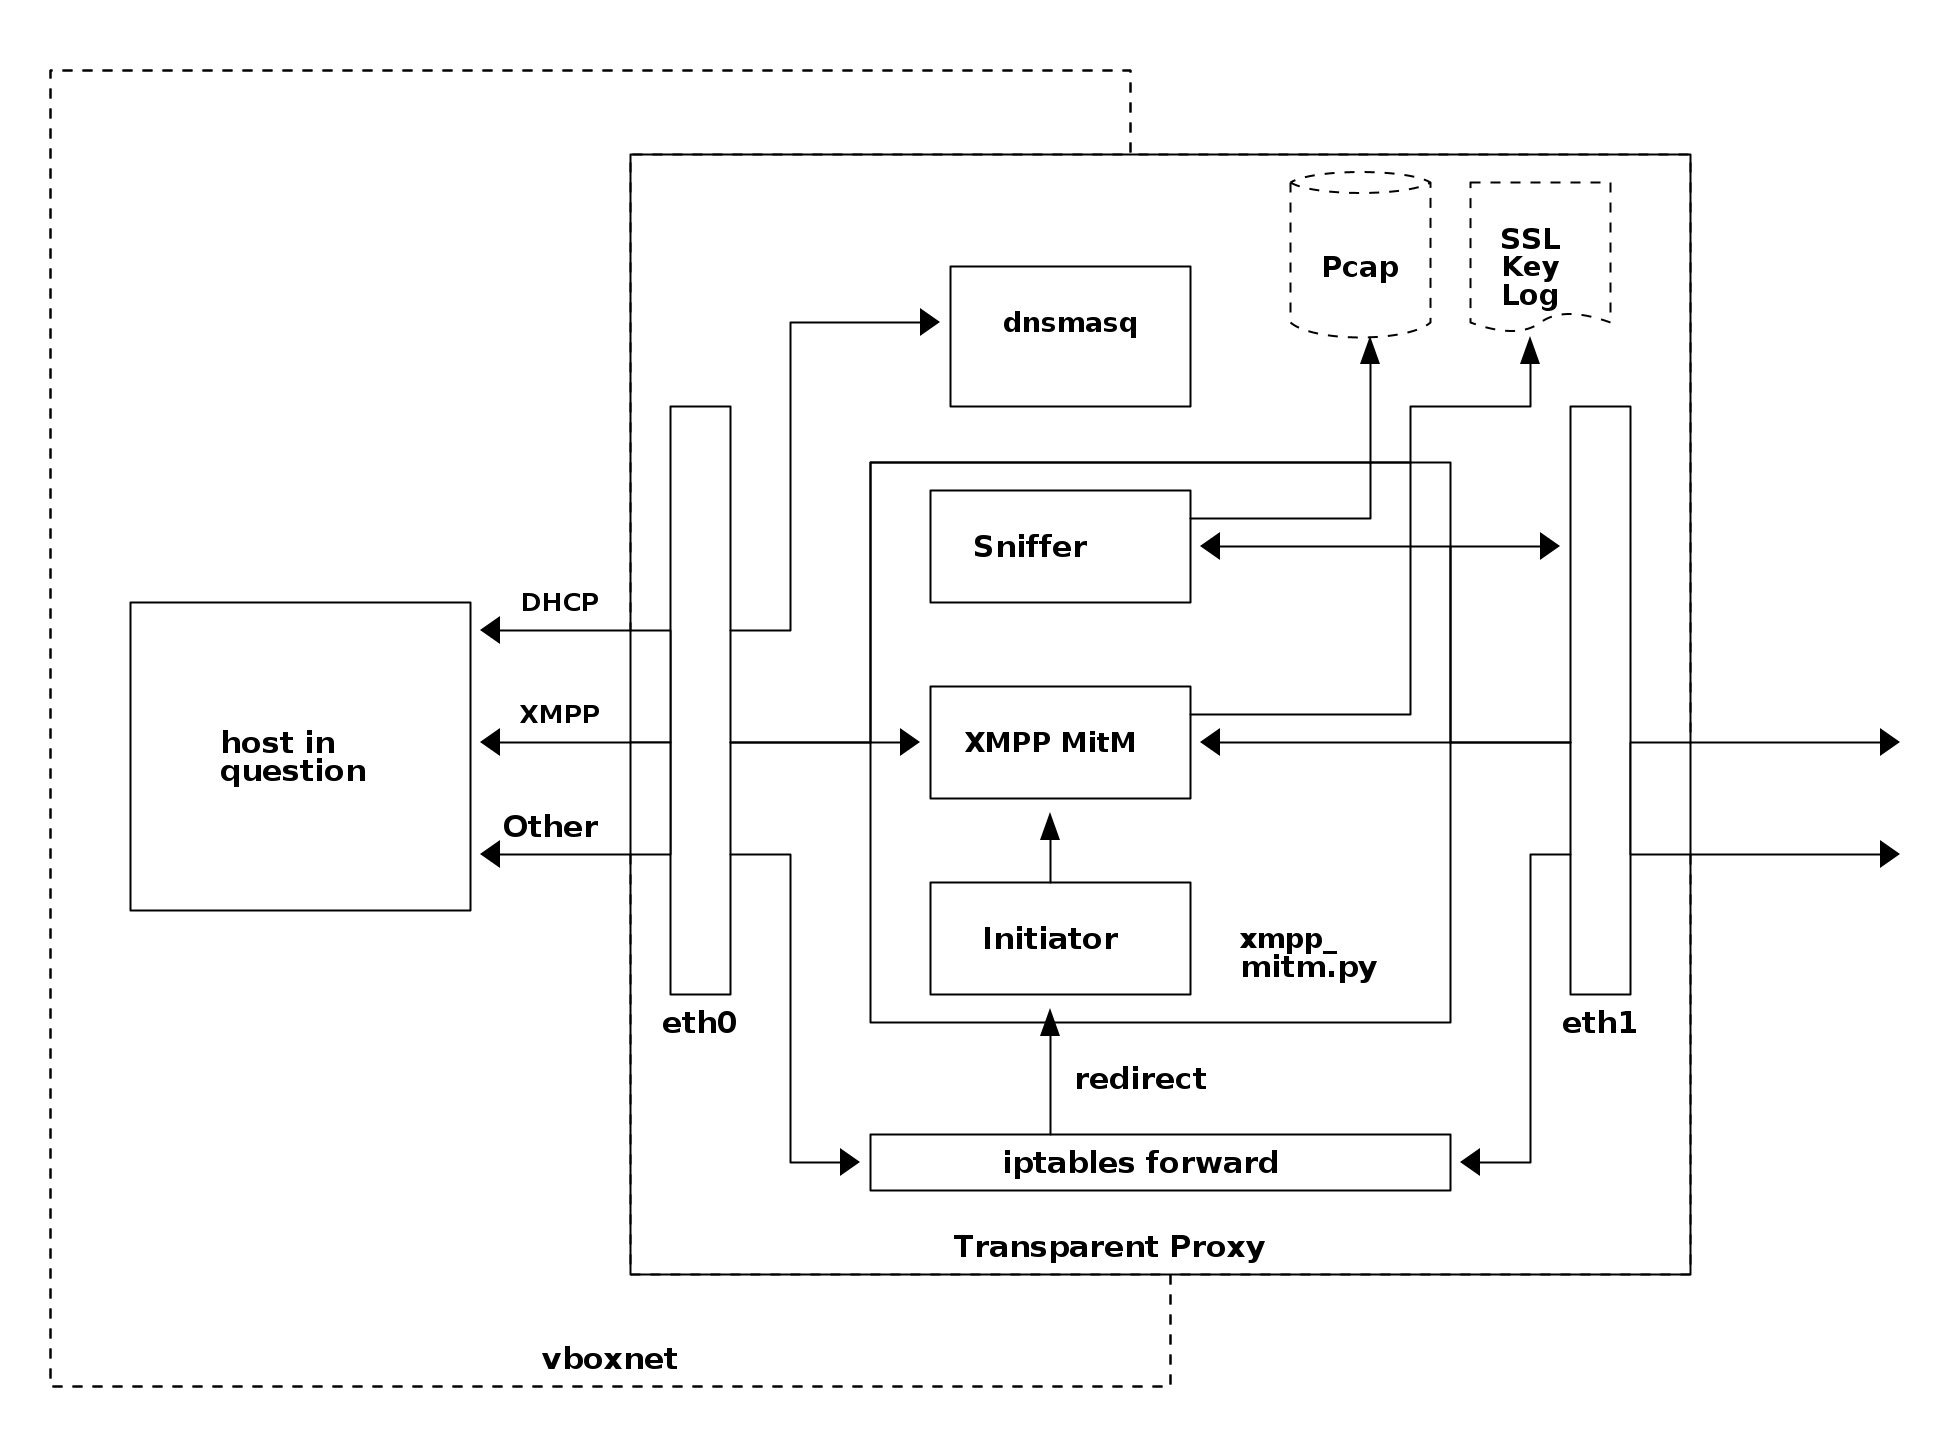 SSL
Key
Log
Pcap
dnsmasq
Sniffer
DHCP
XMPP
XMPP MitM
host in
question
Other
Initiator
xmpp_
mitm.py
eth0
eth1
redirect
iptables forward
Transparent Proxy
vboxnet